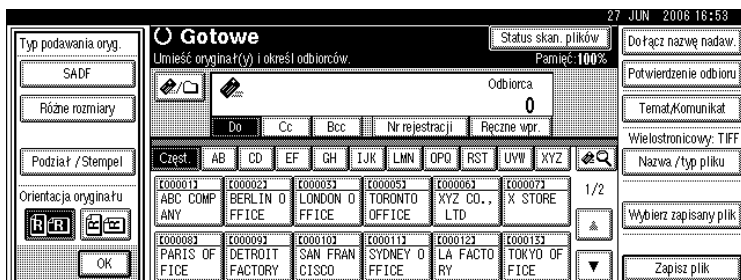 27 JUN 2006 16:53
Typ podawania oryg.
SADF
Różne rozmiary
Podział /Stempel
Orientacja oryginału
R R
R R
OK
Gotowe
Status skan. plików
Umieść oryginał(y) i określ odbiorców.
Pamięć:100%
Odbiorca
0
Do
Cc
Bcc
Nr rejestracji
Ręczne wpr.
Częst. AB CD EF GH IJK LMN OPQ RST UVW XYZ
[00001] [00002] [00003] [00005] [00006] [00007]
ABC COMP BERLIN O LONDON O TORONTO XYZ CO., X STORE
ANY FFICE FFICE OFFICE LTD
1/2
[00008] [00009] [00010] [00011] [00012] [00013]
PARIS OF DETROIT SAN FRAN SYDNEY O LA FACTO TOKYO OF
FICE FACTORY CISCO FFICE RY FICE
Dołącz nazwę nadaw.
Potwierdzenie odbioru
Temat/Komunikat
Wielostronicowy: TIFF
Nazwa /typ pliku
Wybierz zapisany plik
Zapisz plik